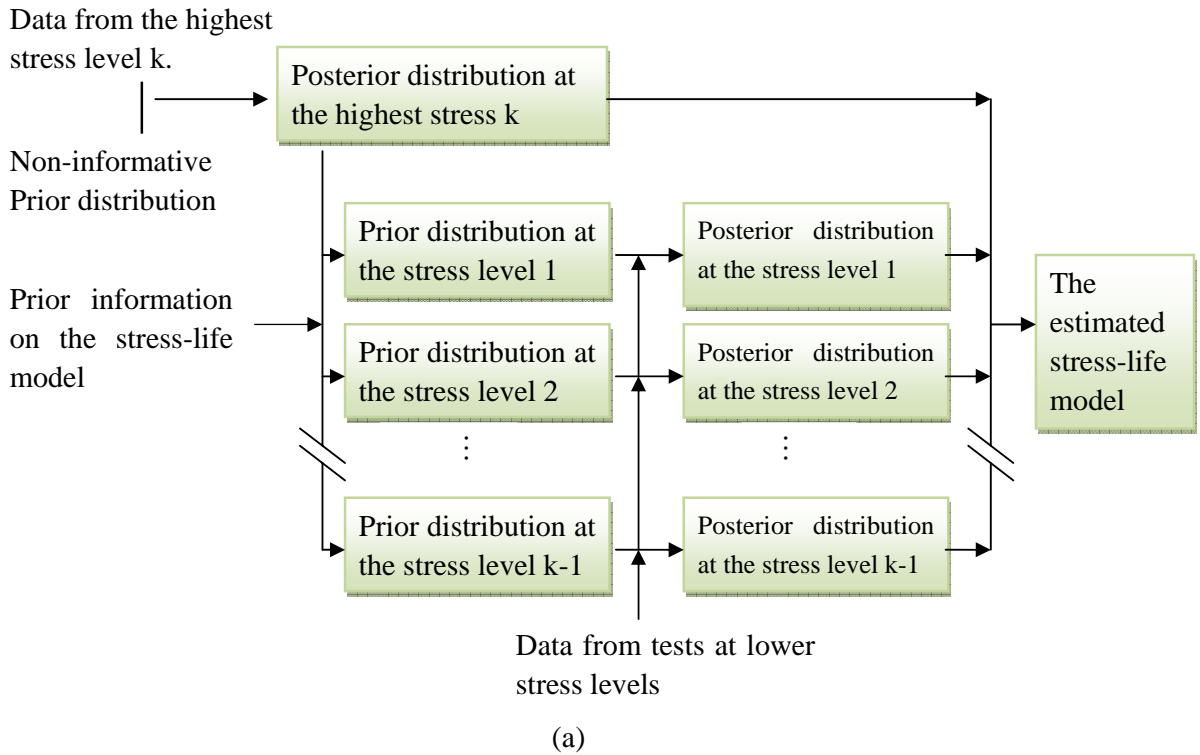 Data from the highest
stress level k.
Posterior distribution at
the highest stress k
Non-informative
Prior distribution
Prior distribution at
the stress level 1
Posterior distribution
at the stress level 1
Prior information
on the stress-life
model
Prior distribution at
the stress level 2
Posterior distribution
at the stress level 2
The
estimated
stress-life
model
⋮
⋮
Prior distribution at
the stress level k-1
Posterior distribution
at the stress level k-1
Data from tests at lower
stress levels
(a)